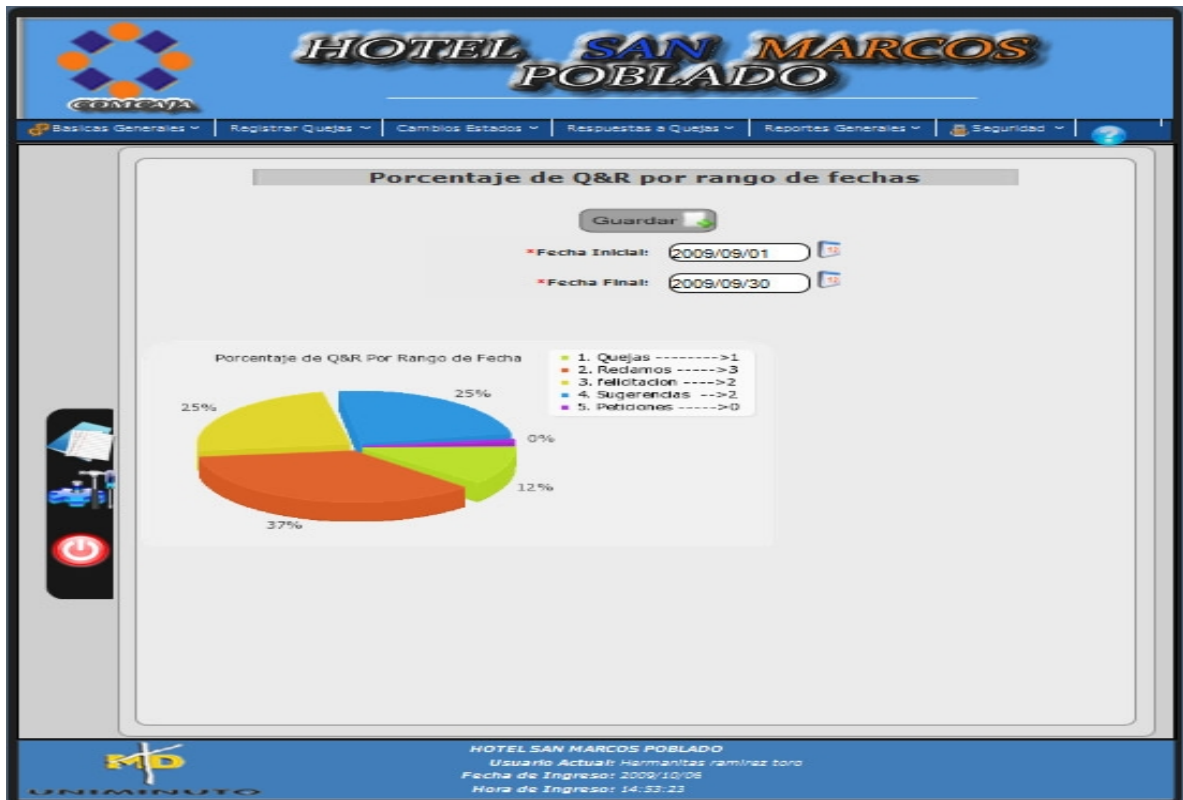 HOTEL SAN MARCOS
POBLADO
COMCAJA
Basicas Generales Registrar Quejas Cambios Estados Respuestas a Quejas Reportes Generales Seguridad ?
Porcentaje de Q&R por rango de fechas
Guardar
*Fecha Inicial: 2009/09/01 12
*Fecha Final: 2009/09/30 12
Porcentaje de Q&R Por Rango de Fecha
1. Quejas -------->1
2. Reclamos ----->3
3. felicitacion ---->2
4. Sugerencias -->2
5. Peticiones ----->0
25%
25%
0%
12%
37%
MD
UNIMINUTO
HOTEL SAN MARCOS POBLADO
Usuario Actual: Hermanitas ramirez toro
Fecha de Ingreso: 2009/10/06
Hora de Ingreso: 14:53:23